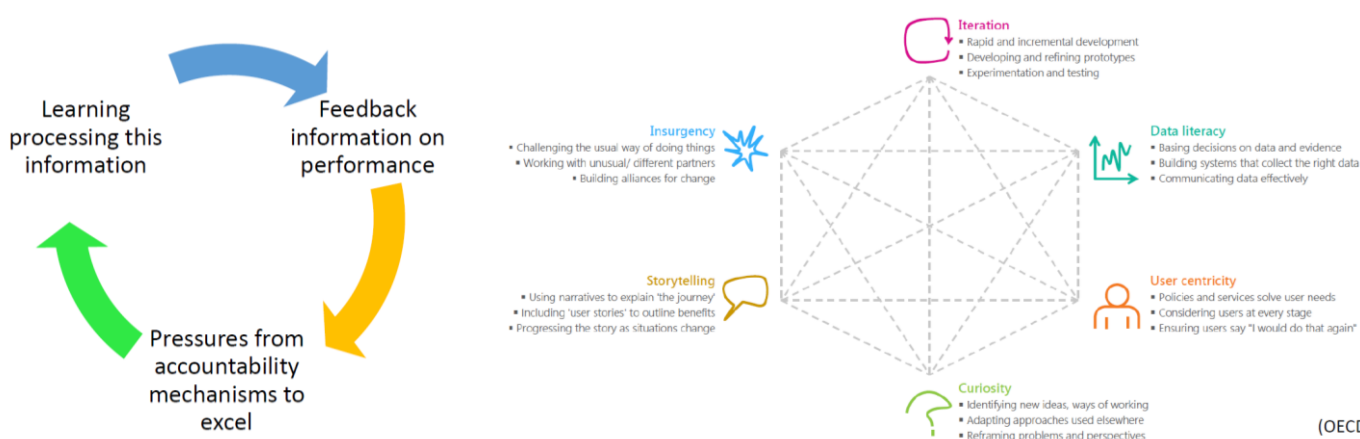 Learning
processing this
information
Feedback
information on
performance
Pressures from
accountability
mechanisms to
excel
Iteration
▪ Rapid and incremental development
▪ Developing and refining prototypes
▪ Experimentation and testing
Insurgency
▪ Challenging the usual way of doing things
▪ Working with unusual/ different partners
▪ Building alliances for change
Data literacy
▪ Basing decisions on data and evidence
▪ Building systems that collect the right data
▪ Communicating data effectively
Storytelling
▪ Using narratives to explain 'the journey'
▪ Including 'user stories' to outline benefits
▪ Progressing the story as situations change
User centricity
▪ Policies and services solve user needs
▪ Considering users at every stage
▪ Ensuring users say "I would do that again"
Curiosity
▪ Identifying new ideas, ways of working
▪ Adapting approaches used elsewhere
▪ Reframing problems and perspectives
(OECD